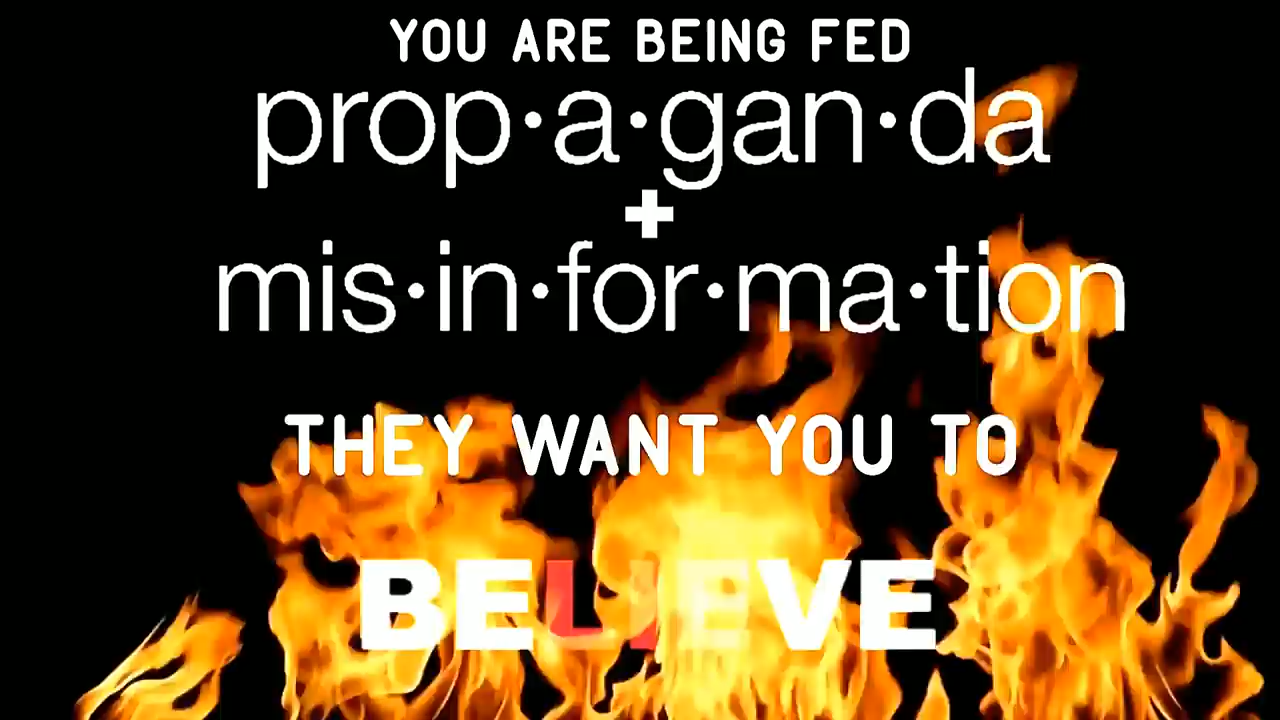 YOU ARE BEING FED
prop·a·gan·da
+
mis·in·for·ma·tion
THEY WANT YOU TO
BELIEVE